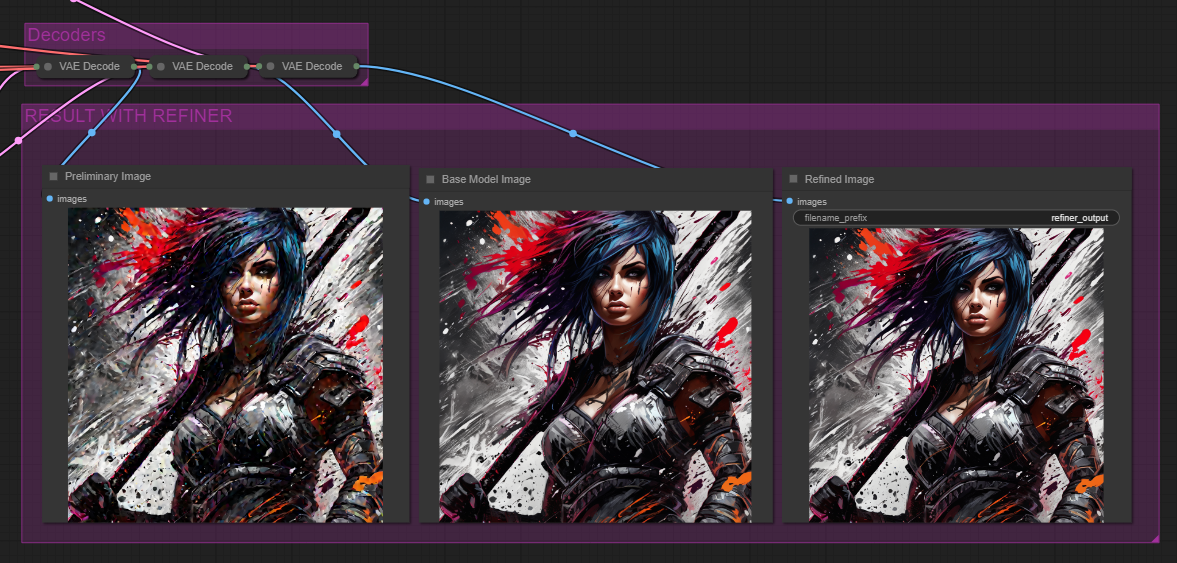 Decoders
VAE Decode
VAE Decode
VAE Decode
RESULT WITH REFINER
Preliminary Image
images
Base Model Image
images
Refined Image
images
filename_prefix refiner_output